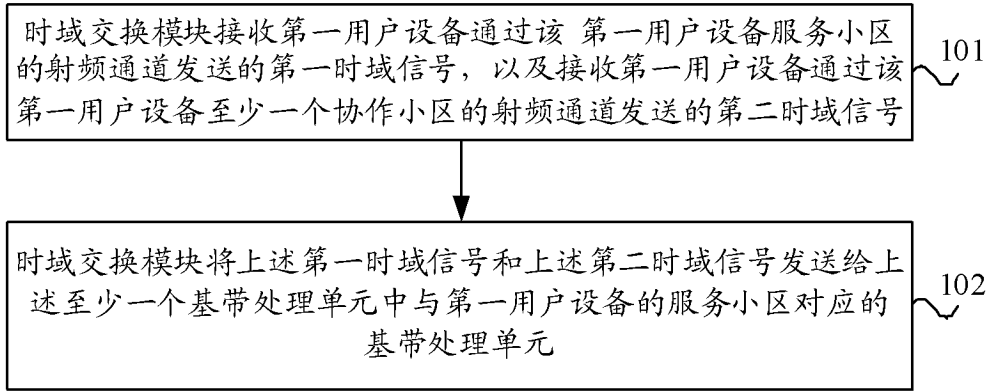 时域交换模块接收第一用户设备通过该 第一用户设备服务小区
的射频通道发送的第一时域信号，以及接收第一用户设备通过该
第一用户设备至少一个协作小区的射频通道发送的第二时域信号
101
时域交换模块将上述第一时域信号和上述第二时域信号发送给上
述至少一个基带处理单元中与第一用户设备的服务小区对应的
基带处理单元
102